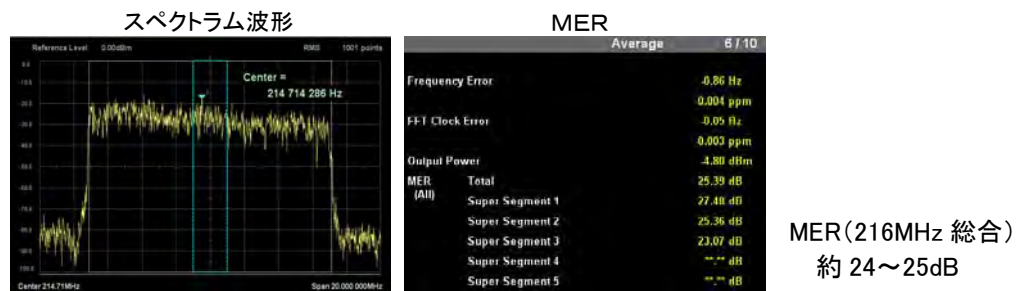 スペクトラム波形
MER
Reference Level 0.00dBm
RMS 1001 points
Center =
214 714 286 Hz
Center 214.71MHz
Span 20.000 000MHz
Average 6 / 10
Frequency Error -0.86 Hz
0.004 ppm
FFT Clock Error -0.05 Hz
0.003 ppm
Output Power -4.80 dBm
MER Total 25.39 dB
(All) Super Segment 1 27.48 dB
Super Segment 2 25.36 dB
Super Segment 3 23.07 dB
Super Segment 4 **.** dB
Super Segment 5 **.** dB
MER(216MHz 総合)
約 24～25dB